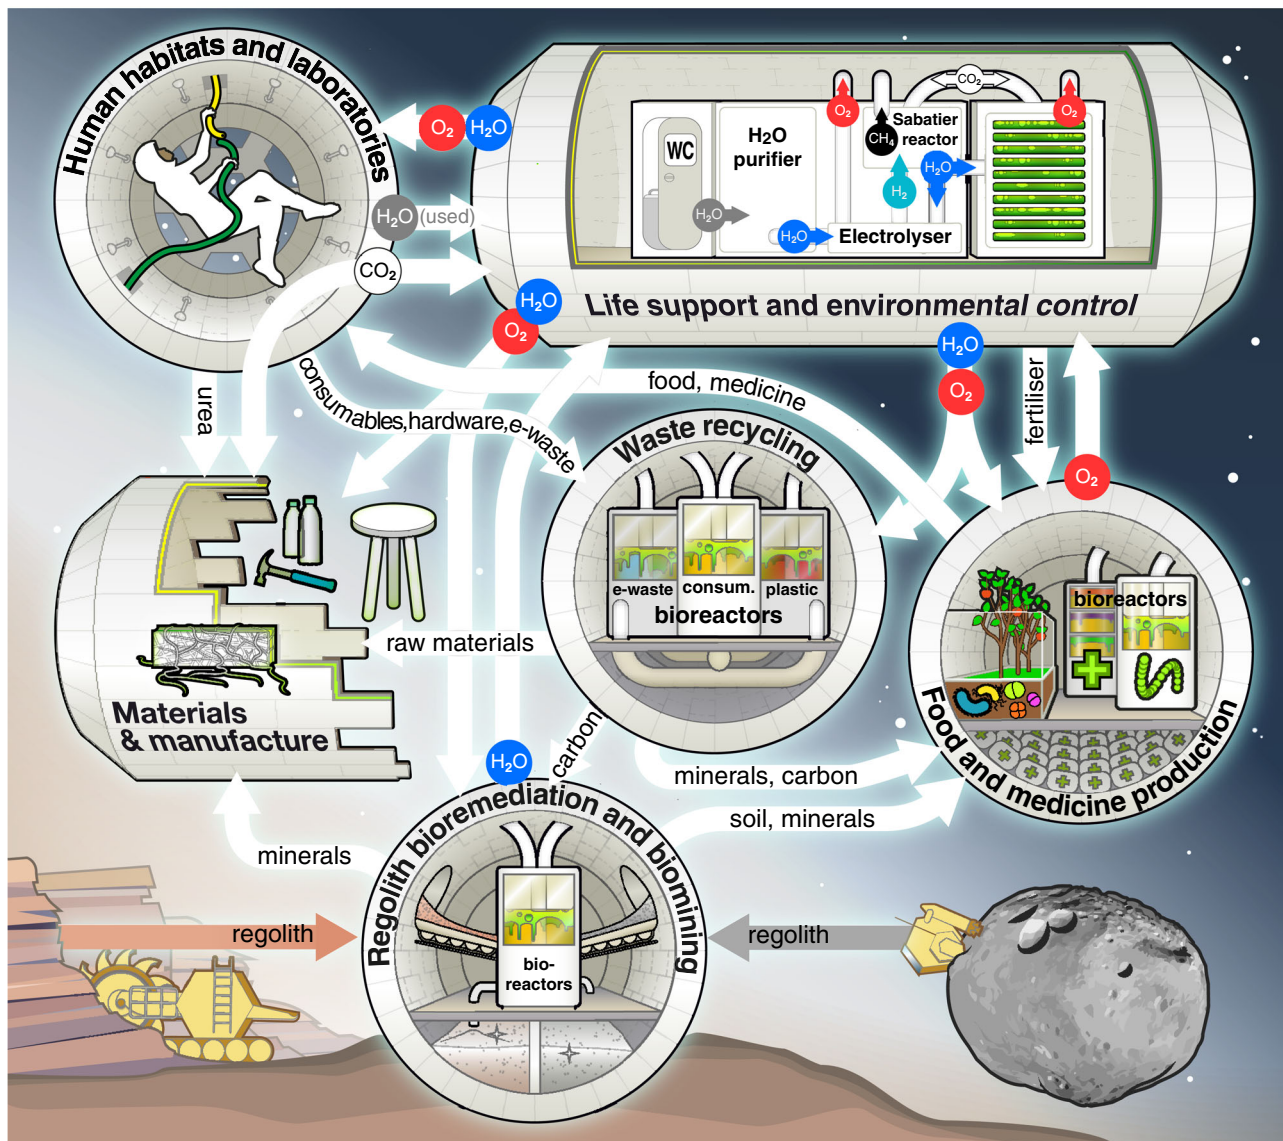 Human habitats and laboratories
O₂
H₂O
H₂O (used)
CO₂
WC
H₂O
purifier
H₂O
H₂O
O₂
CH₄
Sabatier
reactor
CO₂
H₂
H₂O
O₂
Electrolyser
Life support and environmental control
H₂O
O₂
H₂O
O₂
urea
consumables,hardware,e-waste
food, medicine
fertiliser
O₂
Waste recycling
e-waste
consum.
plastic
bioreactors
bioreactors
Food and medicine production
raw materials
Materials
& manufacture
carbon
minerals, carbon
soil, minerals
H₂O
minerals
Regolith bioremediation and biomining
bio-
reactors
regolith
regolith